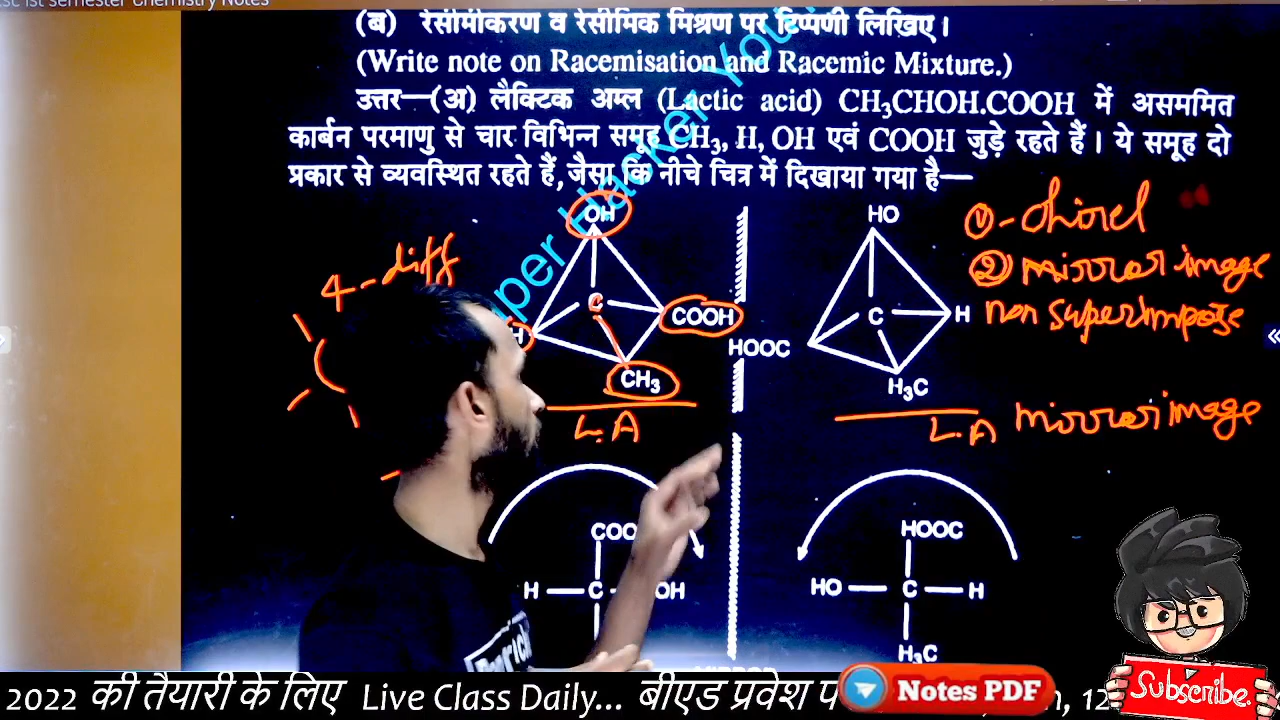 1st semester Chemistry Notes
(ब) रेसीमीकरण व रेसीमिक मिश्रण पर टिप्पणी लिखिए।
(Write note on Racemisation and Racemic Mixture.)
उत्तर—(अ) लैक्टिक अम्ल (Lactic acid) CH₃CHOH.COOH में असममित
कार्बन परमाणु से चार विभिन्न समूह CH₃, H, OH एवं COOH जुड़े रहते हैं। ये समूह दो
प्रकार से व्यवस्थित रहते हैं, जैसा कि नीचे चित्र में दिखाया गया है—
Hacker
OH
HO
① - chiral
4 - diff
② mirror image
C
COOH
C
H
non superimpose
H
HOOC
CH₃
H₃C
L.A
L.A
mirror image
HOOC
H — C
OH
HO — C — H
H₃C
2022 की तैयारी के लिए Live Class Daily... बीएड प्रवेश
Notes PDF
Subscribe.